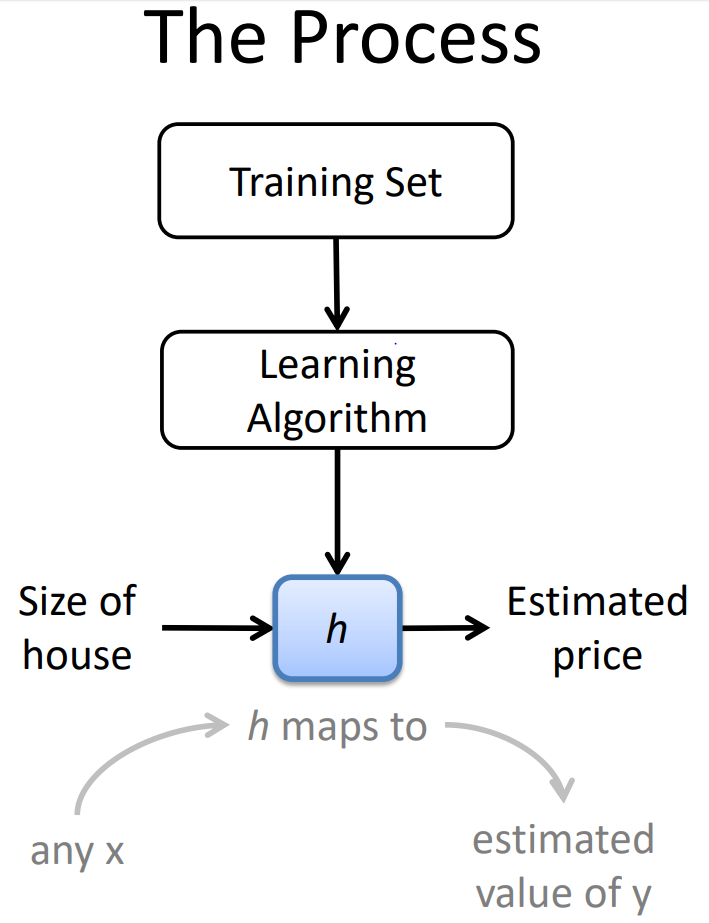 The Process
Training Set
Learning
Algorithm
Size of
house
h
Estimated
price
h maps to
any x
estimated
value of y